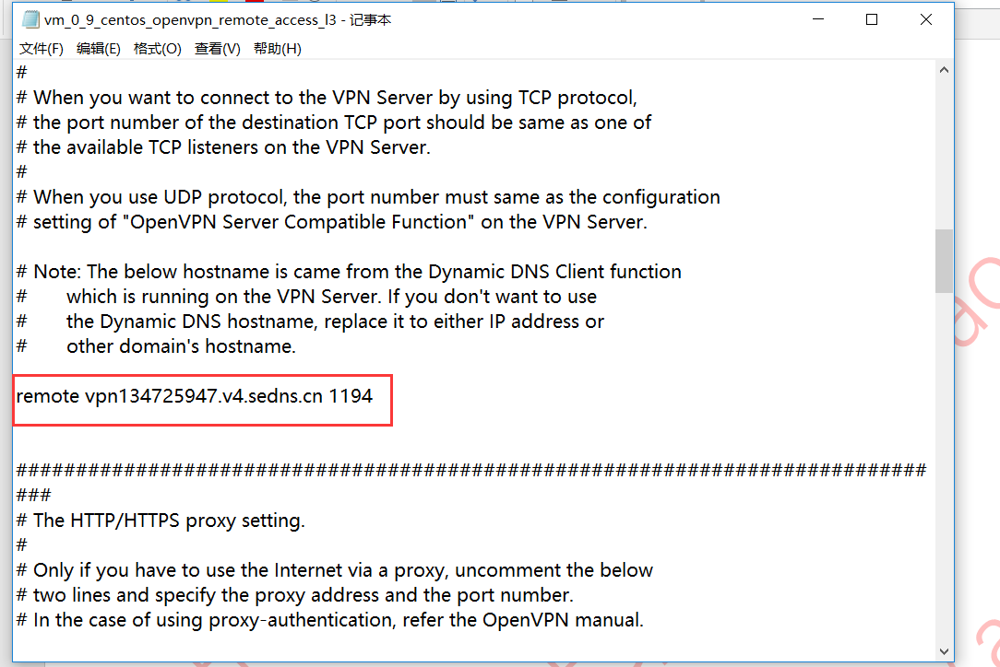 vm_0_9_centos_openvpn_remote_access_l3 - 记事本
文件(F) 编辑(E) 格式(O) 查看(V) 帮助(H)
#
# When you want to connect to the VPN Server by using TCP protocol,
# the port number of the destination TCP port should be same as one of
# the available TCP listeners on the VPN Server.
#
# When you use UDP protocol, the port number must same as the configuration
# setting of "OpenVPN Server Compatible Function" on the VPN Server.
# Note: The below hostname is came from the Dynamic DNS Client function
# which is running on the VPN Server. If you don't want to use
# the Dynamic DNS hostname, replace it to either IP address or
# other domain's hostname.
remote vpn134725947.v4.sedns.cn 1194
############################################################################
###
# The HTTP/HTTPS proxy setting.
#
# Only if you have to use the Internet via a proxy, uncomment the below
# two lines and specify the proxy address and the port number.
# In the case of using proxy-authentication, refer the OpenVPN manual.